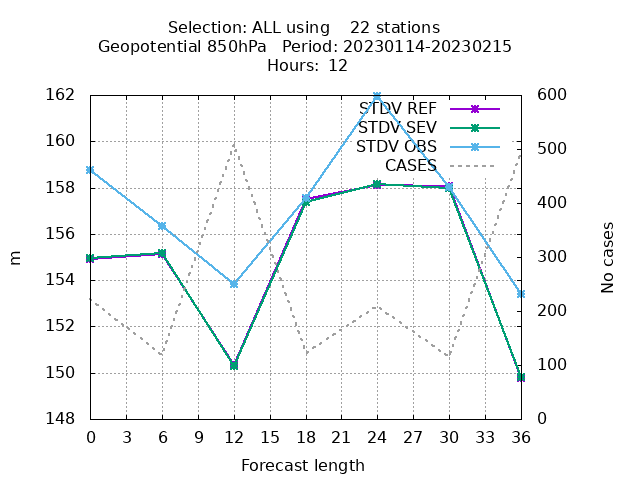 Selection: ALL using    22 stations
Geopotential 850hPa   Period: 20230114-20230215
Hours:  12
162
160
158
156
154
152
150
148
m
600
500
400
300
200
100
0
No cases
STDV REF
STDV SEV
STDV OBS
CASES
0 3 6 9 12 15 18 21 24 27 30 33 36
Forecast length